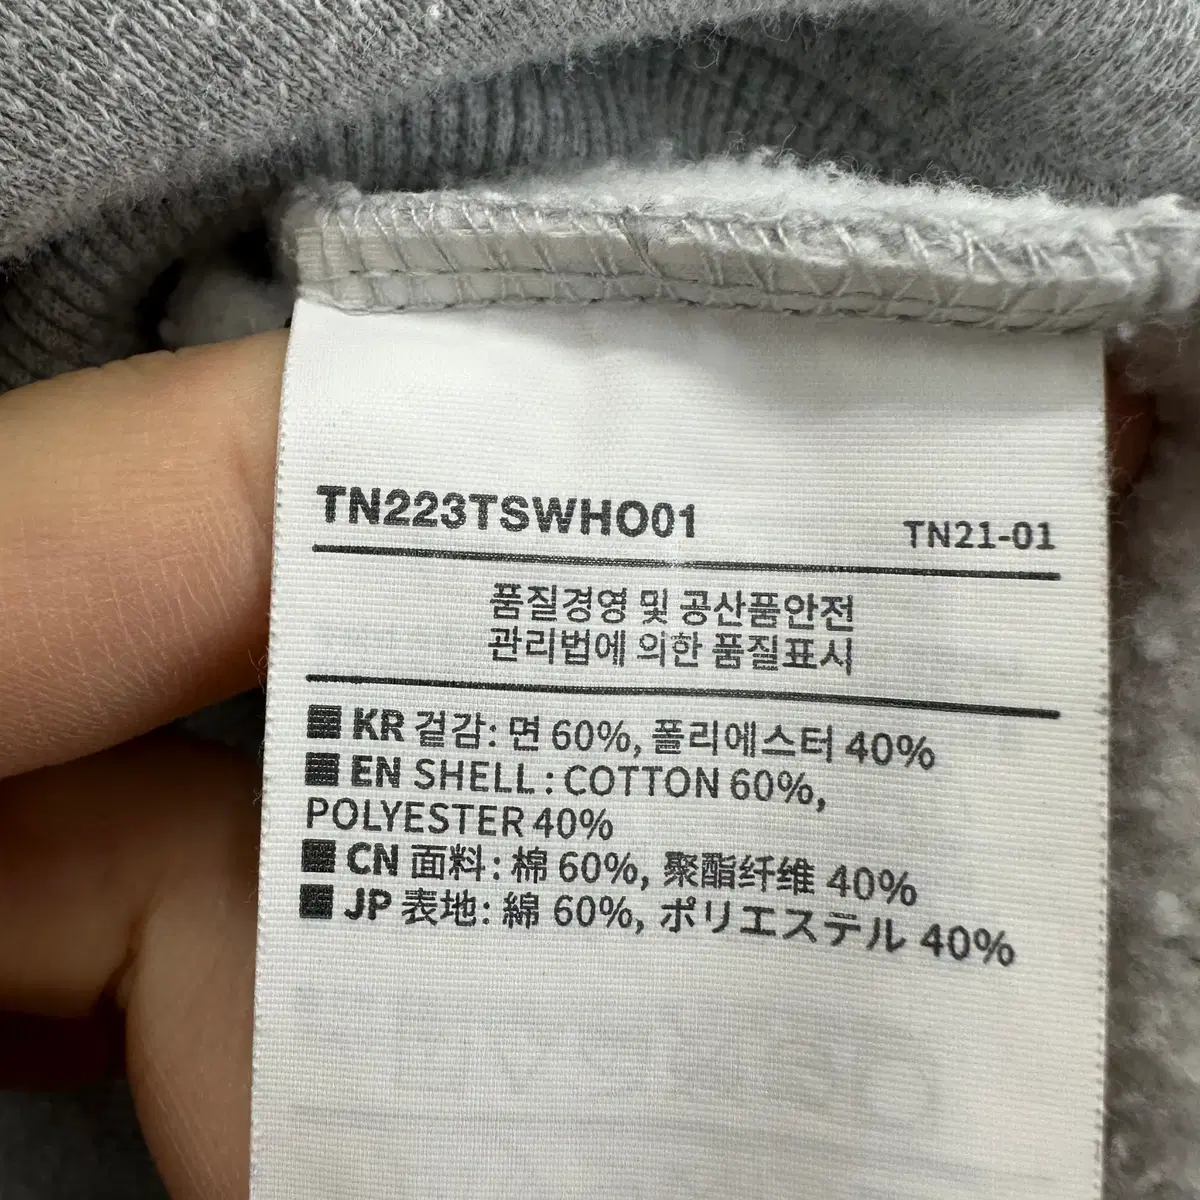 TN223TSWHO01 TN21-01
품질경영 및 공산품안전
관리법에 의한 품질표시
KR 겉감: 면 60%, 폴리에스터 40%
EN SHELL : COTTON 60%,
POLYESTER 40%
CN 面料: 棉 60%, 聚酯纤维 40%
JP 表地: 綿 60%, ポリエステル 40%